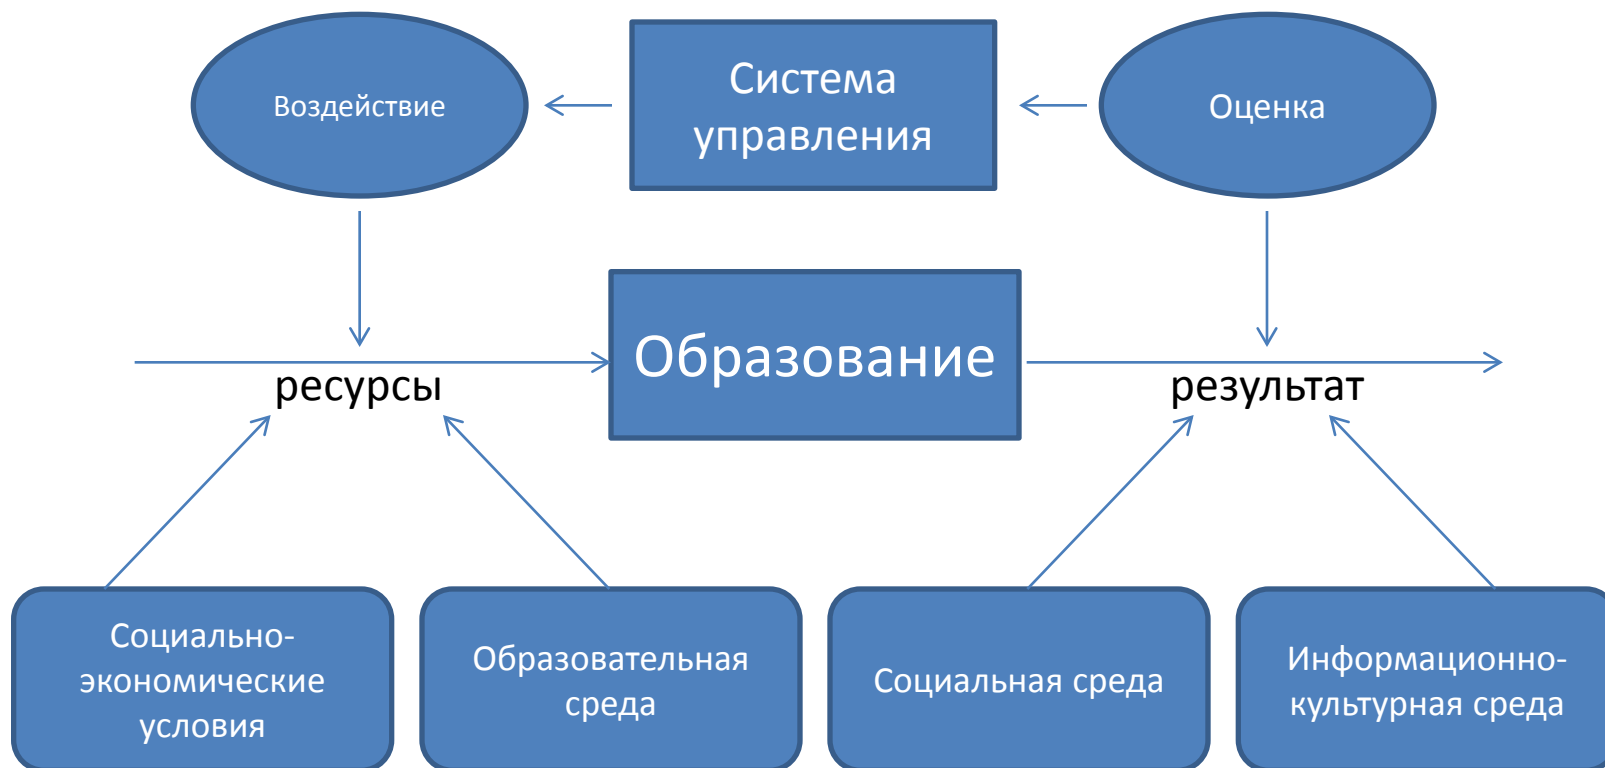 Воздействие
Система
управления
Оценка
Образование
ресурсы
результат
Социально-
экономические
условия
Образовательная
среда
Социальная среда
Информационно-
культурная среда